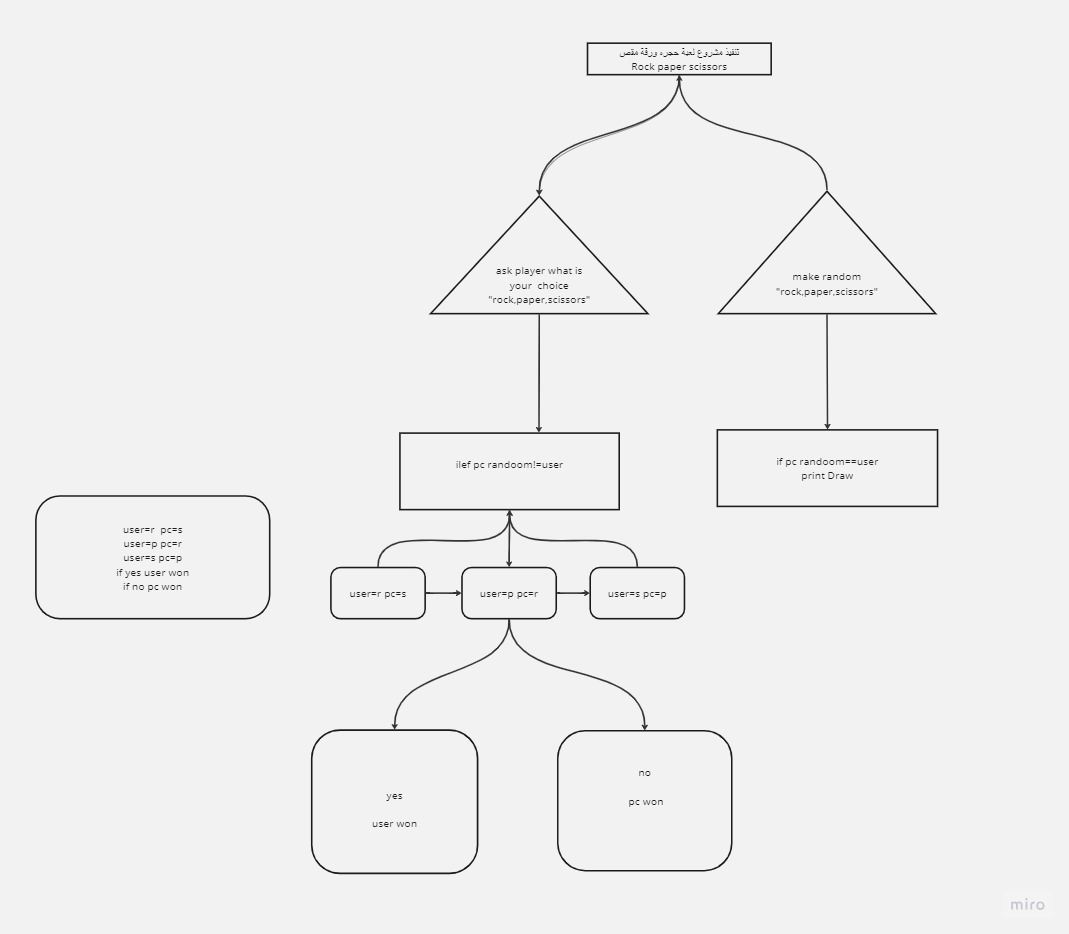 تنفيذ مشروع لعبة حجره ورقة مقص
Rock paper scissors
ask player what is
your choice
"rock,paper,scissors"
make random
"rock,paper,scissors"
ilef pc randoom!=user
if pc randoom==user
print Draw
user=r pc=s
user=p pc=r
user=s pc=p
if yes user won
if no pc won
user=r pc=s
user=p pc=r
user=s pc=p
yes
user won
no
pc won
miro